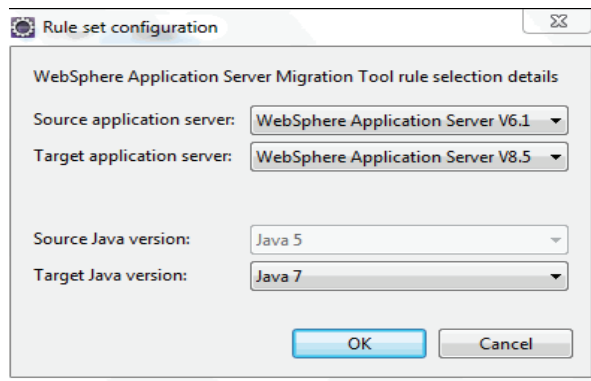 Rule set configuration
WebSphere Application Server Migration Tool rule selection details
Source application server: WebSphere Application Server V6.1
Target application server: WebSphere Application Server V8.5
Source Java version: Java 5
Target Java version: Java 7
OK Cancel